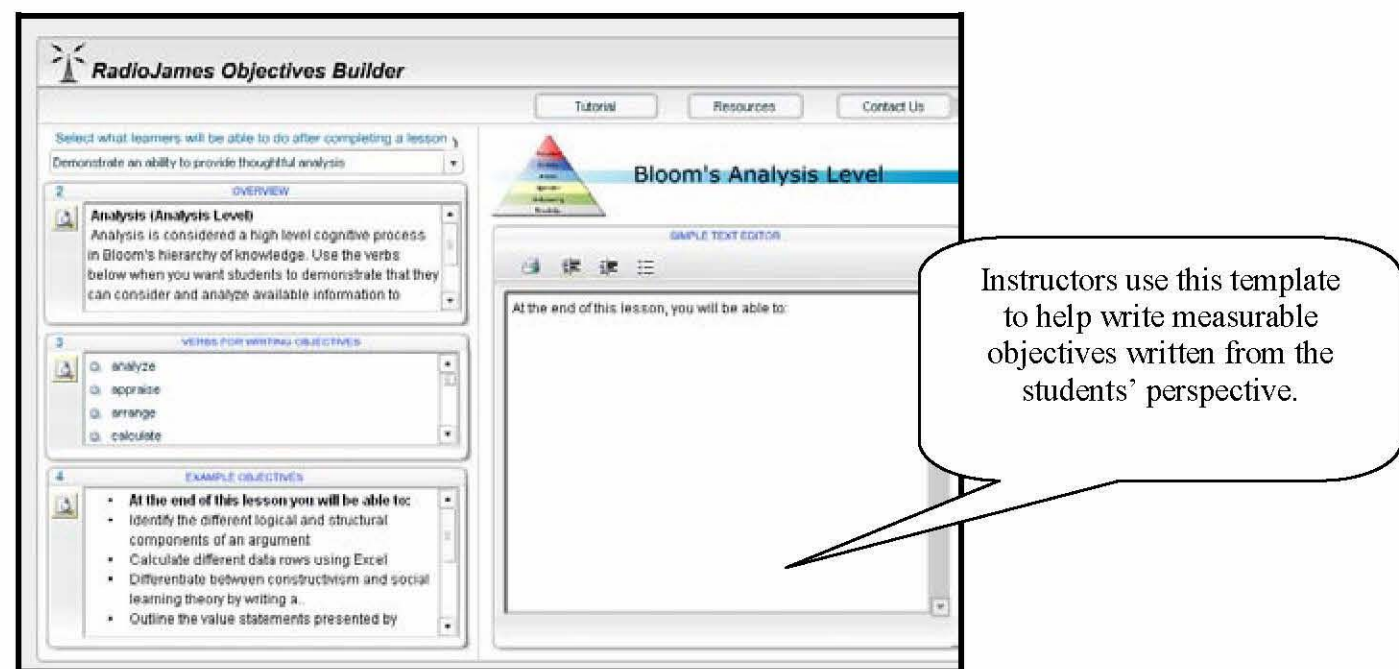 RadioJames Objectives Builder
Tutorial
Resources
Contact Us
Select what learners will be able to do after completing a lesson
Demonstrate an ability to provide thoughtful analysis
2
OVERVIEW
Analysis (Analysis Level)
Analysis is considered a high level cognitive process
in Bloom's hierarchy of knowledge. Use the verbs
below when you want students to demonstrate that they
can consider and analyze available information to
3
VERBS FOR WRITING OBJECTIVES
analyze
appraise
arrange
calculate
4
EXAMPLE OBJECTIVES
• At the end of this lesson you will be able to:
• Identify the different logical and structural
components of an argument
• Calculate different data rows using Excel
• Differentiate between constructivism and social
learning theory by writing a..
• Outline the value statements presented by
Bloom's Analysis Level
SIMPLE TEXT EDITOR
At the end of this lesson, you will be able to:
Instructors use this template
to help write measurable
objectives written from the
students' perspective.